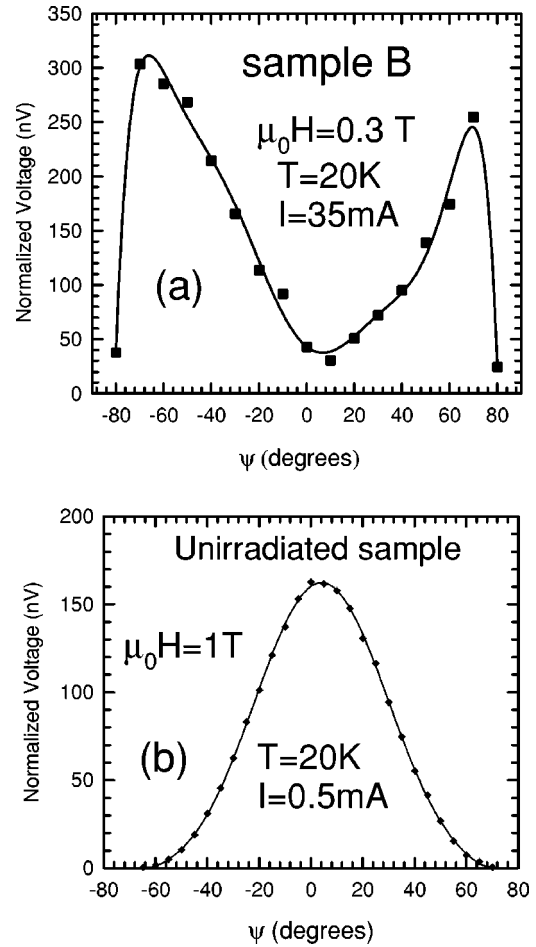 350
300
250
200
150
100
50
0
Normalized Voltage (nV)
sample B
μ₀H=0.3 T
T=20K
I=35mA
(a)
-80 -60 -40 -20 0 20 40 60 80
ψ (degrees)
200
150
100
50
0
Normalized Voltage (nV)
Unirradiated sample
μ₀H=1T
(b)
T=20K
I=0.5mA
-80 -60 -40 -20 0 20 40 60 80
ψ (degrees)